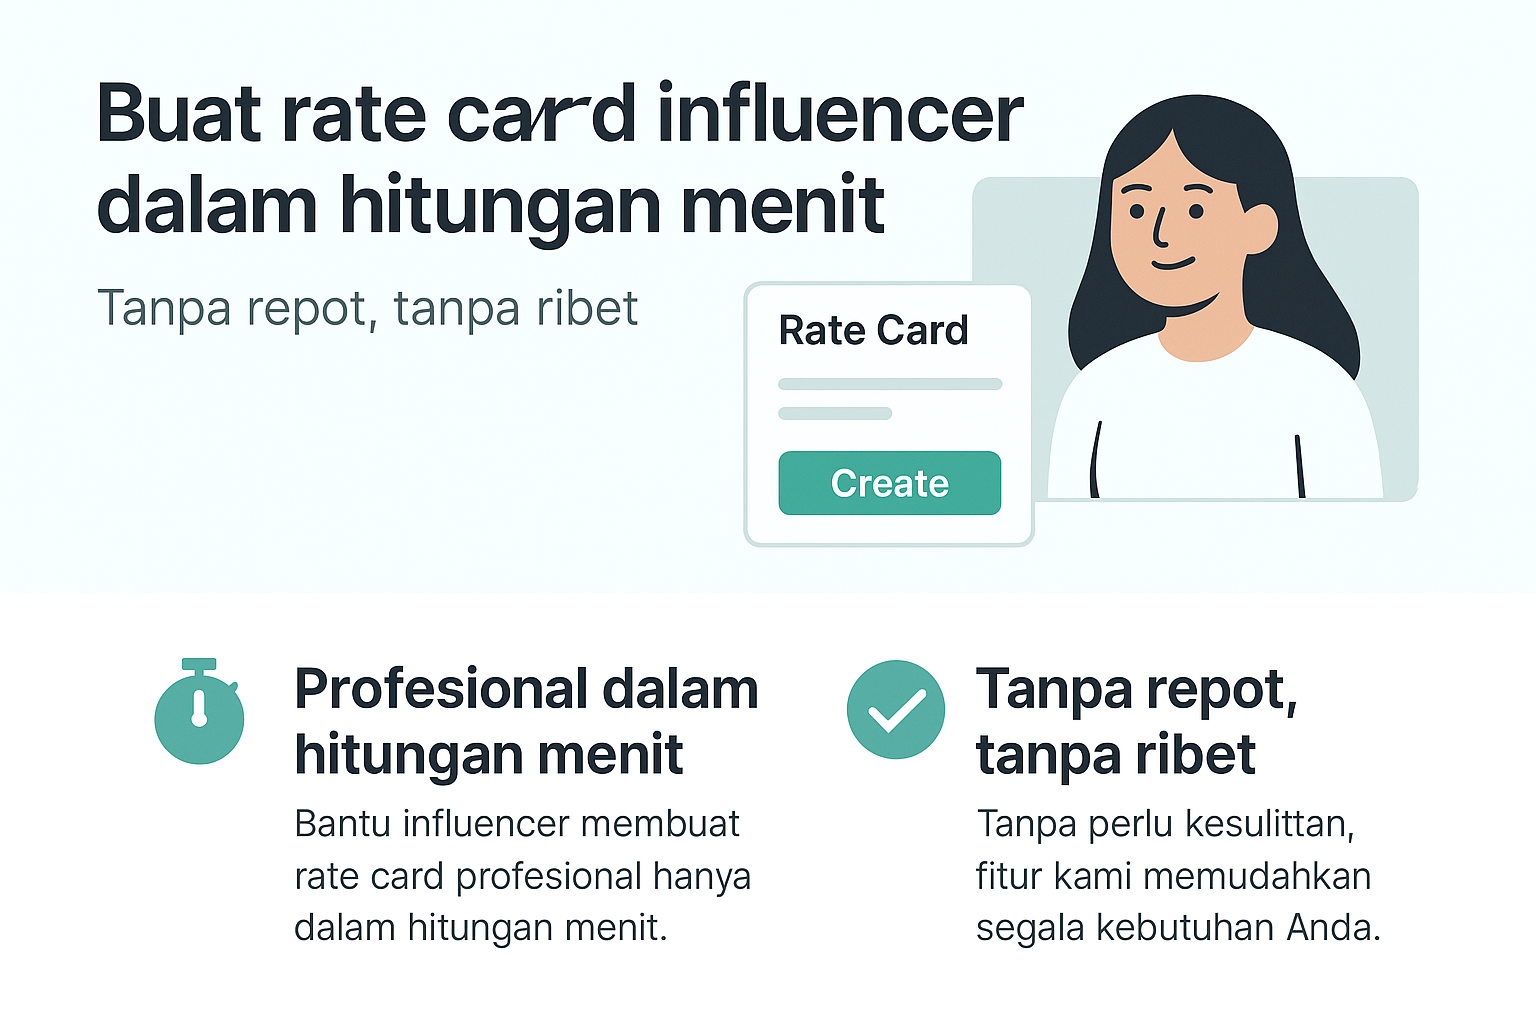 Buat rate card influencer
dalam hitungan menit
Tanpa repot, tanpa ribet
Rate Card
Create
Profesional dalam
hitungan menit
Bantu influencer membuat
rate card profesional hanya
dalam hitungan menit.
Tanpa repot,
tanpa ribet
Tanpa perlu kesulittan,
fitur kami memudahkan
segala kebutuhan Anda.